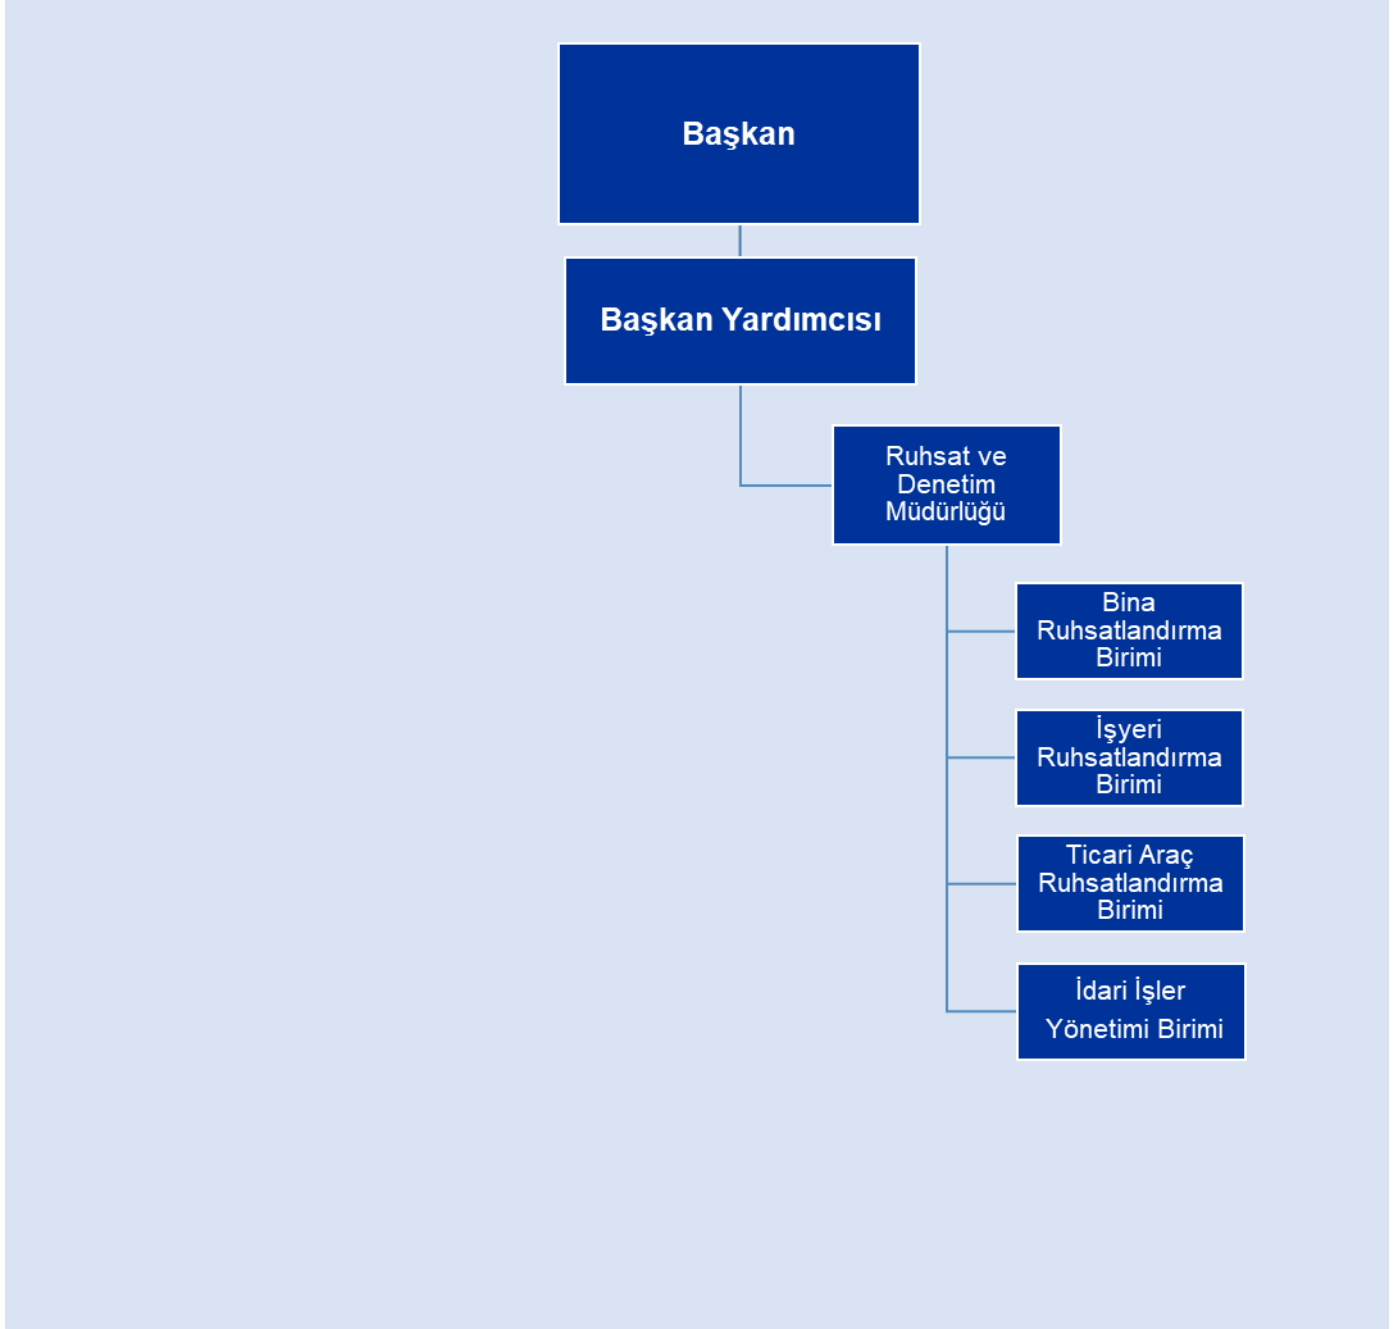 Başkan
Başkan Yardımcısı
Ruhsat ve
Denetim
Müdürlüğü
Bina
Ruhsatlandırma
Birimi
İşyeri
Ruhsatlandırma
Birimi
Ticari Araç
Ruhsatlandırma
Birimi
İdari İşler
Yönetimi Birimi